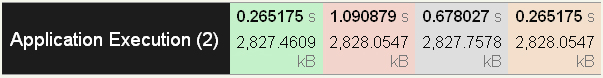 Application Execution (2)
0.265175 s 1.090879 s 0.678027 s 0.265175 s
2,827.4609 kB 2,828.0547 kB 2,827.7578 kB 2,828.0547 kB